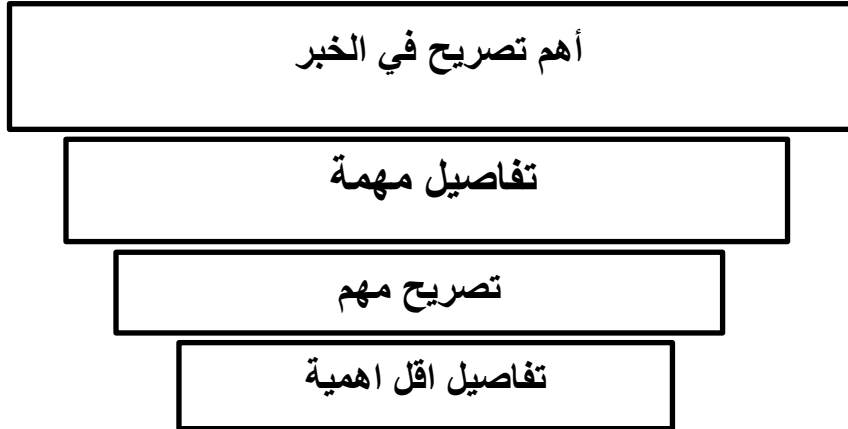 أهم تصريح في الخبر
تفاصيل مهمة
تصريح مهم
تفاصيل اقل اهمية